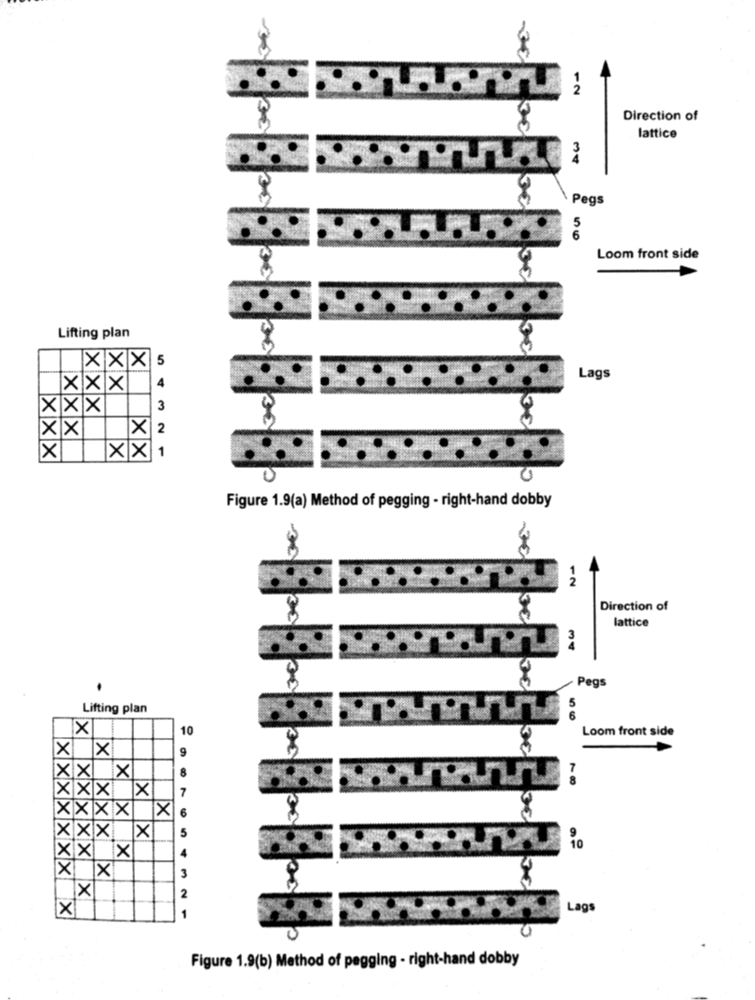 1
2
Direction of
lattice
3
4
Pegs
5
6
Loom front side
Lifting plan
5
4
3
2
1
Lags
Figure 1.9(a) Method of pegging - right-hand dobby
1
2
Direction of
lattice
3
4
Pegs
5
6
Loom front side
Lifting plan
10
9
8
7
6
5
4
3
2
1
7
8
9
10
Lags
Figure 1.9(b) Method of pegging - right-hand dobby